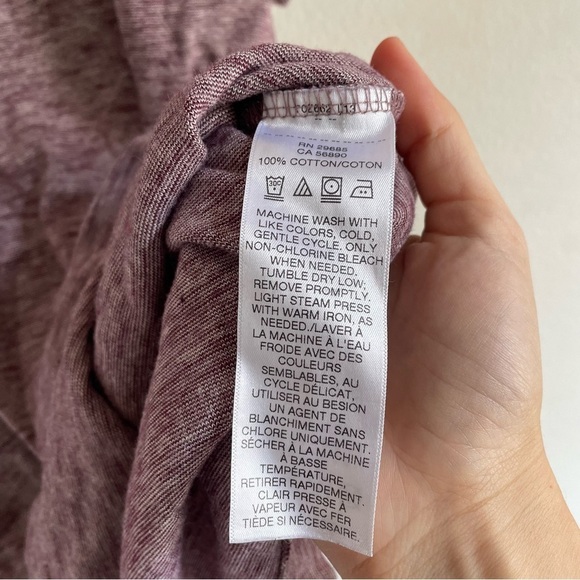 RN 29685
CA 56890
100% COTTON/COTON
30C
MACHINE WASH WITH
LIKE COLORS, COLD,
GENTLE CYCLE. ONLY
NON-CHLORINE BLEACH
WHEN NEEDED.
TUMBLE DRY LOW,
REMOVE PROMPTLY.
LIGHT STEAM PRESS
WITH WARM IRON, AS
NEEDED./LAVER À
LA MACHINE À L'EAU
FROIDE AVEC DES
COULEURS
SEMBLABLES, AU
CYCLE DÉLICAT,
UTILISER AU BESION
UN AGENT DE
BLANCHIMENT SANS
CHLORE UNIQUEMENT.
SÉCHER À LA MACHINE
À BASSE
TEMPÉRATURE,
RETIRER RAPIDEMENT.
CLAIR PRESSE À
VAPEUR AVEC UN FER
TIÈDE SI NÉCESSAIRE.